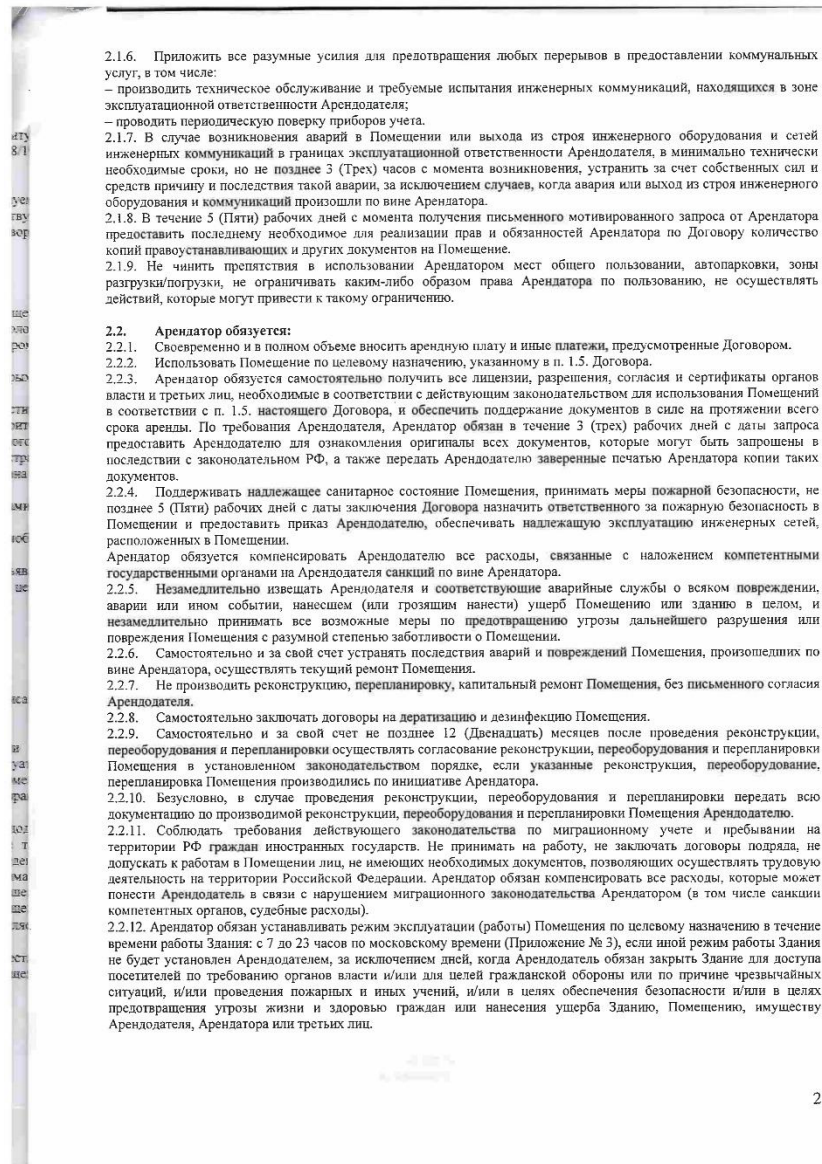 2.1.6. Приложить все разумные усилия для предотвращения любых перерывов в предоставлении коммунальных
услуг, в том числе:
– производить техническое обслуживание и требуемые испытания инженерных коммуникаций, находящихся в зоне
эксплуатационной ответственности Арендодателя;
– проводить периодическую поверку приборов учета.
2.1.7. В случае возникновения аварий в Помещении или выхода из строя инженерного оборудования и сетей
инженерных коммуникаций в границах эксплуатационной ответственности Арендодателя, в минимально технически
необходимые сроки, но не позднее 3 (Трех) часов с момента возникновения, устранить за счет собственных сил и
средств причину и последствия такой аварии, за исключением случаев, когда авария или выход из строя инженерного
оборудования и коммуникаций произошли по вине Арендатора.
2.1.8. В течение 5 (Пяти) рабочих дней с момента получения письменного мотивированного запроса от Арендатора
предоставить последнему необходимое для реализации прав и обязанностей Арендатора по Договору количество
копий правоустанавливающих и других документов на Помещение.
2.1.9. Не чинить препятствия в использовании Арендатором мест общего пользовании, автопарковки, зоны
разгрузки/погрузки, не ограничивать каким-либо образом права Арендатора по пользованию, не осуществлять
действий, которые могут привести к такому ограничению.
2.2. Арендатор обязуется:
2.2.1. Своевременно и в полном объеме вносить арендную плату и иные платежи, предусмотренные Договором.
2.2.2. Использовать Помещение по целевому назначению, указанному в п. 1.5. Договора.
2.2.3. Арендатор обязуется самостоятельно получить все лицензии, разрешения, согласия и сертификаты органов
власти и третьих лиц, необходимые в соответствии с действующим законодательством для использования Помещений
в соответствии с п. 1.5. настоящего Договора, и обеспечить поддержание документов в силе на протяжении всего
срока аренды. По требования Арендодателя, Арендатор обязан в течение 3 (трех) рабочих дней с даты запроса
предоставить Арендодателю для ознакомления оригиналы всех документов, которые могут быть запрошены в
последствии с законодательном РФ, а также передать Арендодателю заверенные печатью Арендатора копии таких
документов.
2.2.4. Поддерживать надлежащее санитарное состояние Помещения, принимать меры пожарной безопасности, не
позднее 5 (Пяти) рабочих дней с даты заключения Договора назначить ответственного за пожарную безопасность в
Помещении и предоставить приказ Арендодателю, обеспечивать надлежащую эксплуатацию инженерных сетей,
расположенных в Помещении.
Арендатор обязуется компенсировать Арендодателю все расходы, связанные с наложением компетентными
государственными органами на Арендодателя санкций по вине Арендатора.
2.2.5. Незамедлительно извещать Арендодателя и соответствующие аварийные службы о всяком повреждении,
аварии или ином событии, нанесшем (или грозящим нанести) ущерб Помещению или зданию в целом, и
незамедлительно принимать все возможные меры по предотвращению угрозы дальнейшего разрушения или
повреждения Помещения с разумной степенью заботливости о Помещении.
2.2.6. Самостоятельно и за свой счет устранять последствия аварий и повреждений Помещения, произошедших по
вине Арендатора, осуществлять текущий ремонт Помещения.
2.2.7. Не производить реконструкцию, перепланировку, капитальный ремонт Помещения, без письменного согласия
Арендодателя.
2.2.8. Самостоятельно заключать договоры на дератизацию и дезинфекцию Помещения.
2.2.9. Самостоятельно и за свой счет не позднее 12 (Двенадцать) месяцев после проведения реконструкции,
переоборудования и перепланировки осуществлять согласование реконструкции, переоборудования и перепланировки
Помещения в установленном законодательством порядке, если указанные реконструкция, переоборудование,
перепланировка Помещения производились по инициативе Арендатора.
2.2.10. Безусловно, в случае проведения реконструкции, переоборудования и перепланировки передать всю
документацию по производимой реконструкции, переоборудования и перепланировки Помещения Арендодателю.
2.2.11. Соблюдать требования действующего законодательства по миграционному учете и пребывании на
территории РФ граждан иностранных государств. Не принимать на работу, не заключать договоры подряда, не
допускать к работам в Помещении лиц, не имеющих необходимых документов, позволяющих осуществлять трудовую
деятельность на территории Российской Федерации. Арендатор обязан компенсировать все расходы, которые может
понести Арендодатель в связи с нарушением миграционного законодательства Арендатором (в том числе санкции
компетентных органов, судебные расходы).
2.2.12. Арендатор обязан устанавливать режим эксплуатации (работы) Помещения по целевому назначению в течение
времени работы Здания: с 7 до 23 часов по московскому времени (Приложение № 3), если иной режим работы Здания
не будет установлен Арендодателем, за исключением дней, когда Арендодатель обязан закрыть Здание для доступа
посетителей по требованию органов власти и/или для целей гражданской обороны или по причине чрезвычайных
ситуаций, и/или проведения пожарных и иных учений, и/или в целях обеспечения безопасности и/или в целях
предотвращения угрозы жизни и здоровью граждан или нанесения ущерба Зданию, Помещению, имуществу
Арендодателя, Арендатора или третьих лиц.
2